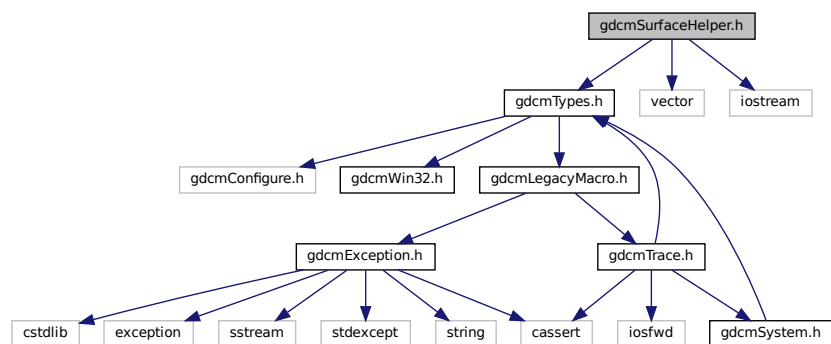 gdcmSurfaceHelper.h
gdcmTypes.h
vector
iostream
gdcmConfigure.h
gdcmWin32.h
gdcmLegacyMacro.h
gdcmException.h
gdcmTrace.h
cstdlib
exception
sstream
stdexcept
string
cassert
iosfwd
gdcmSystem.h